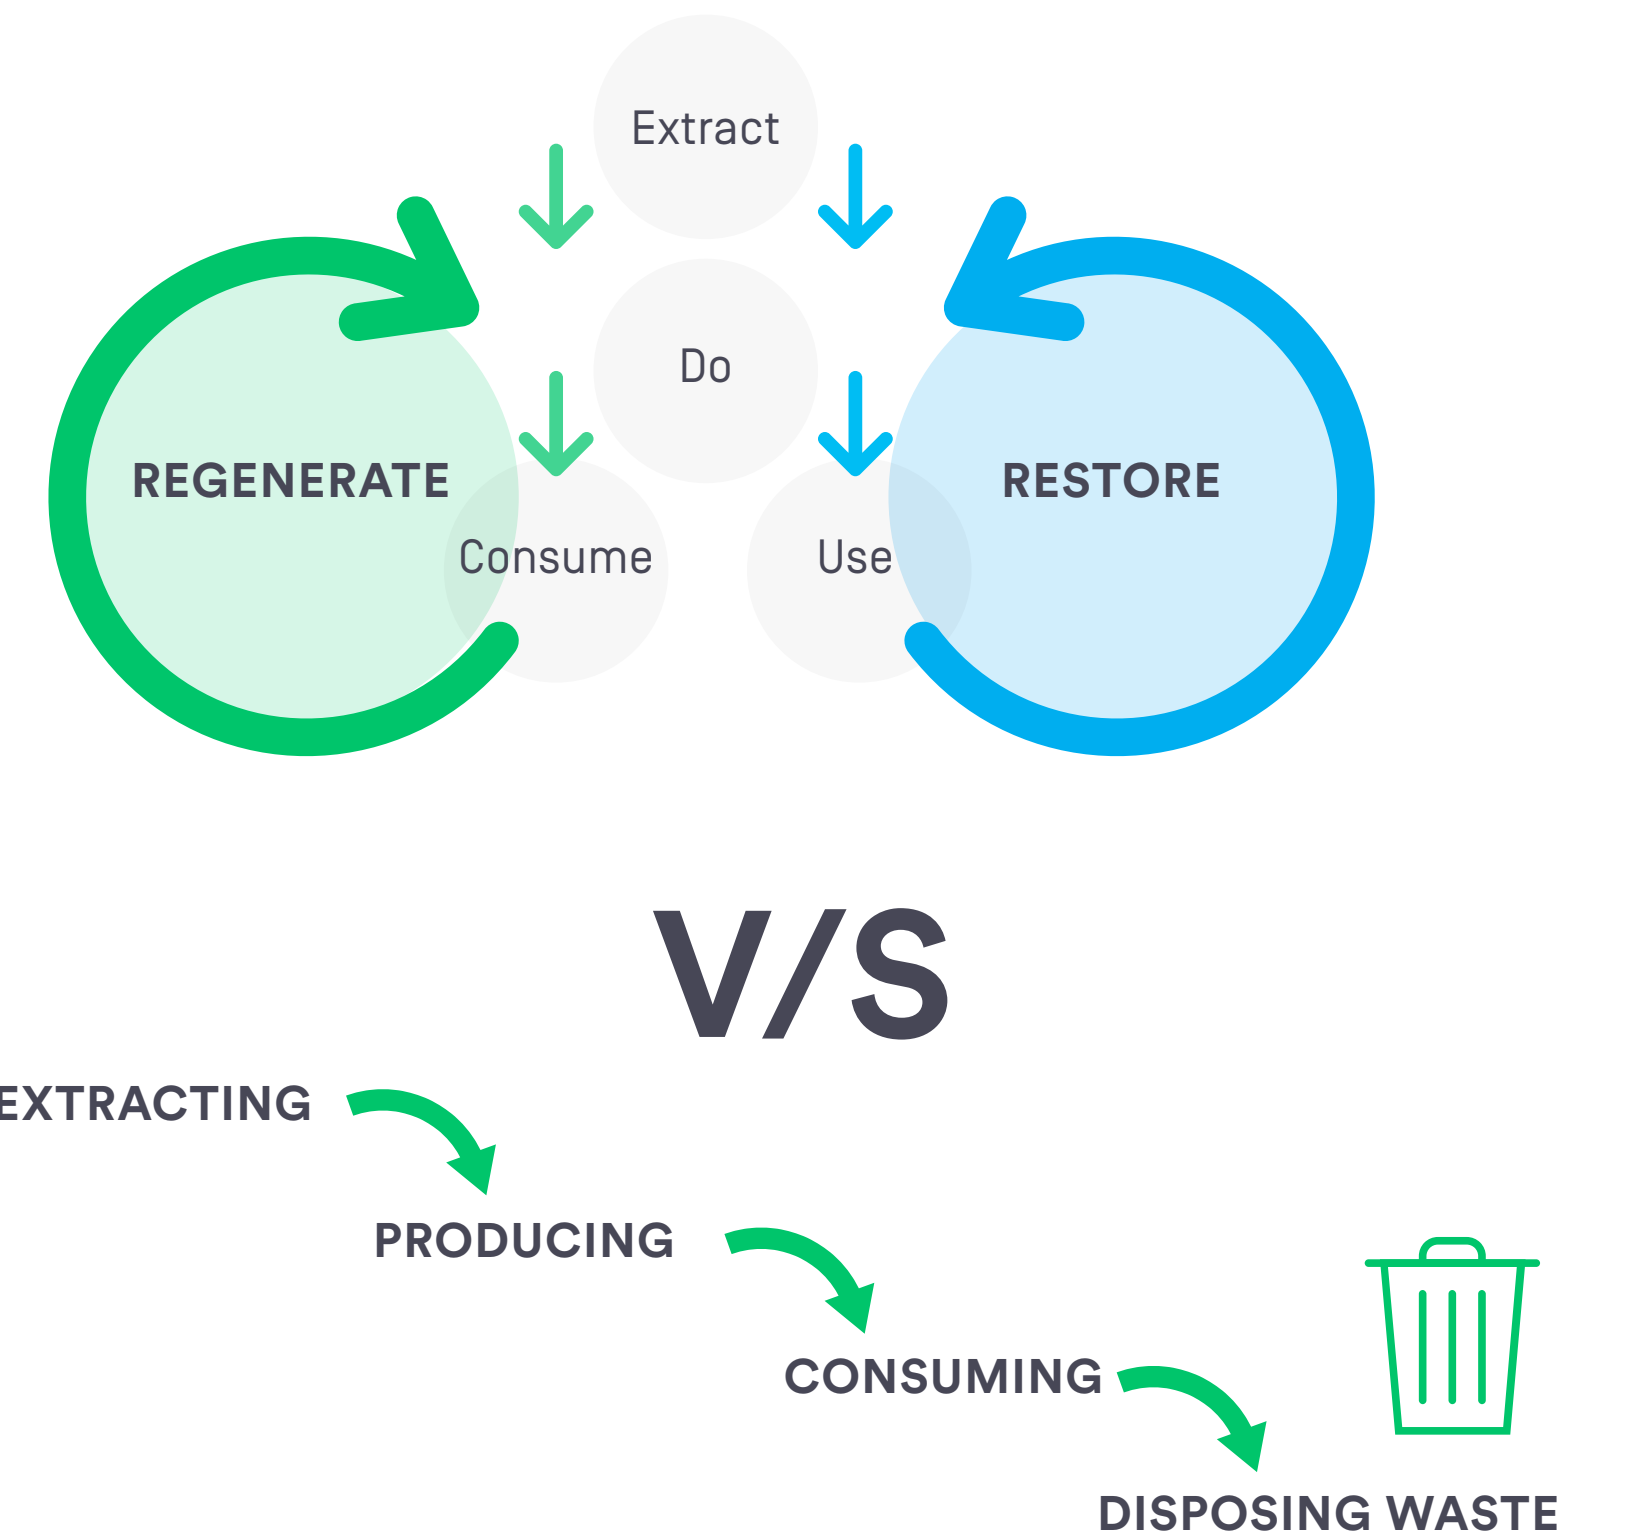 Extract
Do
REGENERATE
RESTORE
Consume
Use
V/S
EXTRACTING
PRODUCING
CONSUMING
DISPOSING WASTE